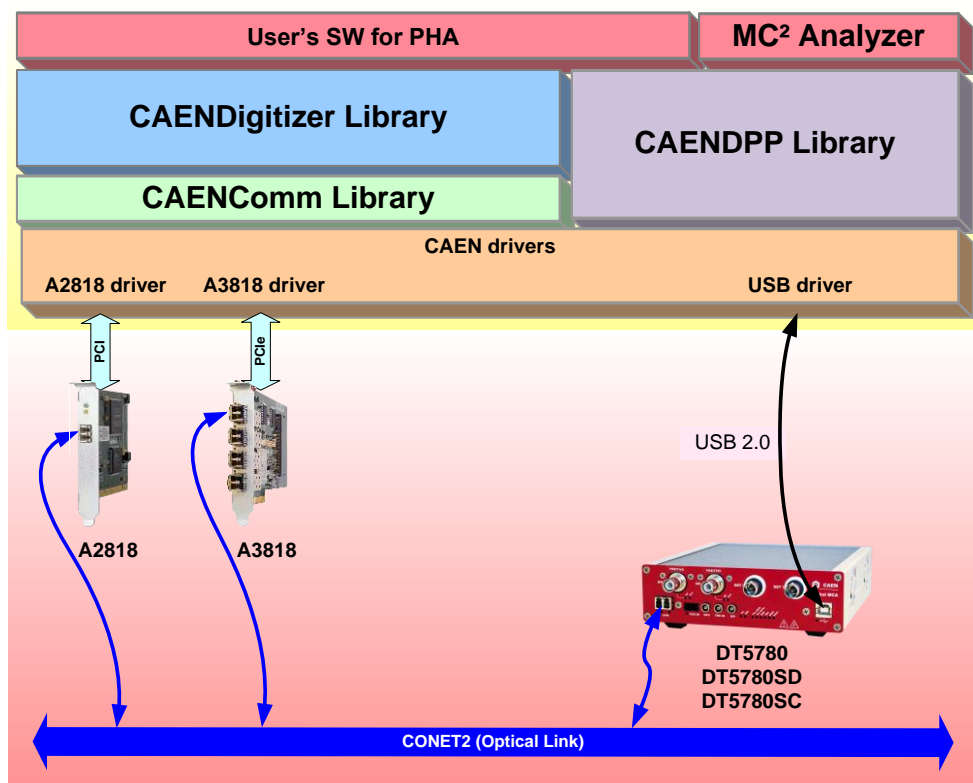 User's SW for PHA
MC² Analyzer
CAENDigitizer Library
CAENDPP Library
CAENComm Library
CAEN drivers
A2818 driver
A3818 driver
USB driver
PCI
PCIe
USB 2.0
A2818
A3818
CAEN
DT5780
DT5780SD
DT5780SC
CONET2 (Optical Link)